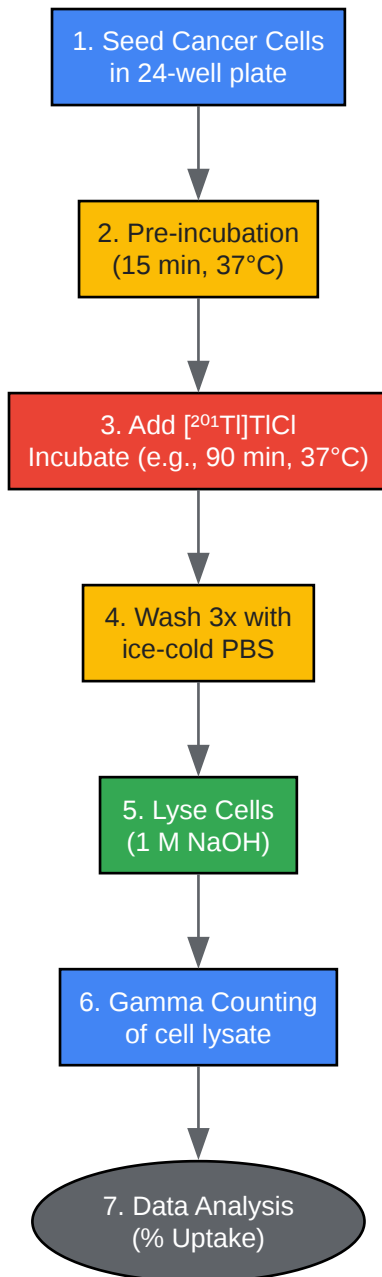 1. Seed Cancer Cells
in 24-well plate
2. Pre-incubation
(15 min, 37°C)
3. Add [²⁰¹Tl]TlCl
Incubate (e.g., 90 min, 37°C)
4. Wash 3x with
ice-cold PBS
5. Lyse Cells
(1 M NaOH)
6. Gamma Counting
of cell lysate
7. Data Analysis
(% Uptake)